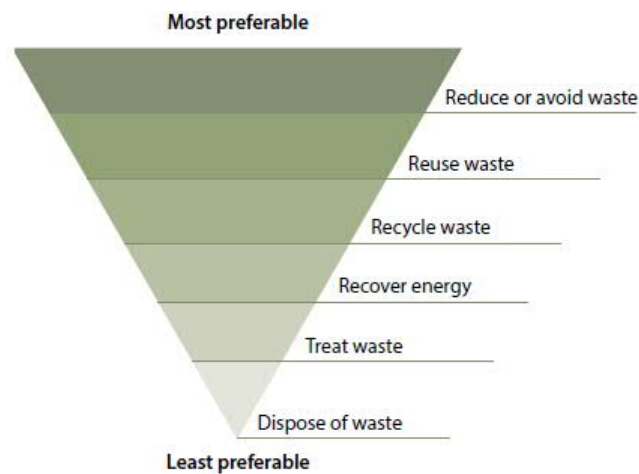 Most preferable
Reduce or avoid waste
Reuse waste
Recycle waste
Recover energy
Treat waste
Dispose of waste
Least preferable